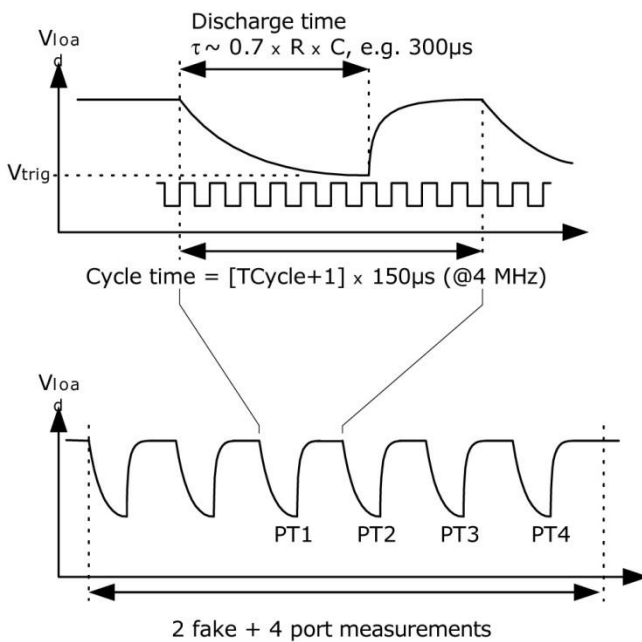 Discharge time
τ ~ 0.7 x R x C, e.g. 300µs
Vloa
d
Vtrig
Cycle time = [TCycle+1] x 150µs (@4 MHz)
Vloa
d
PT1 PT2 PT3 PT4
2 fake + 4 port measurements